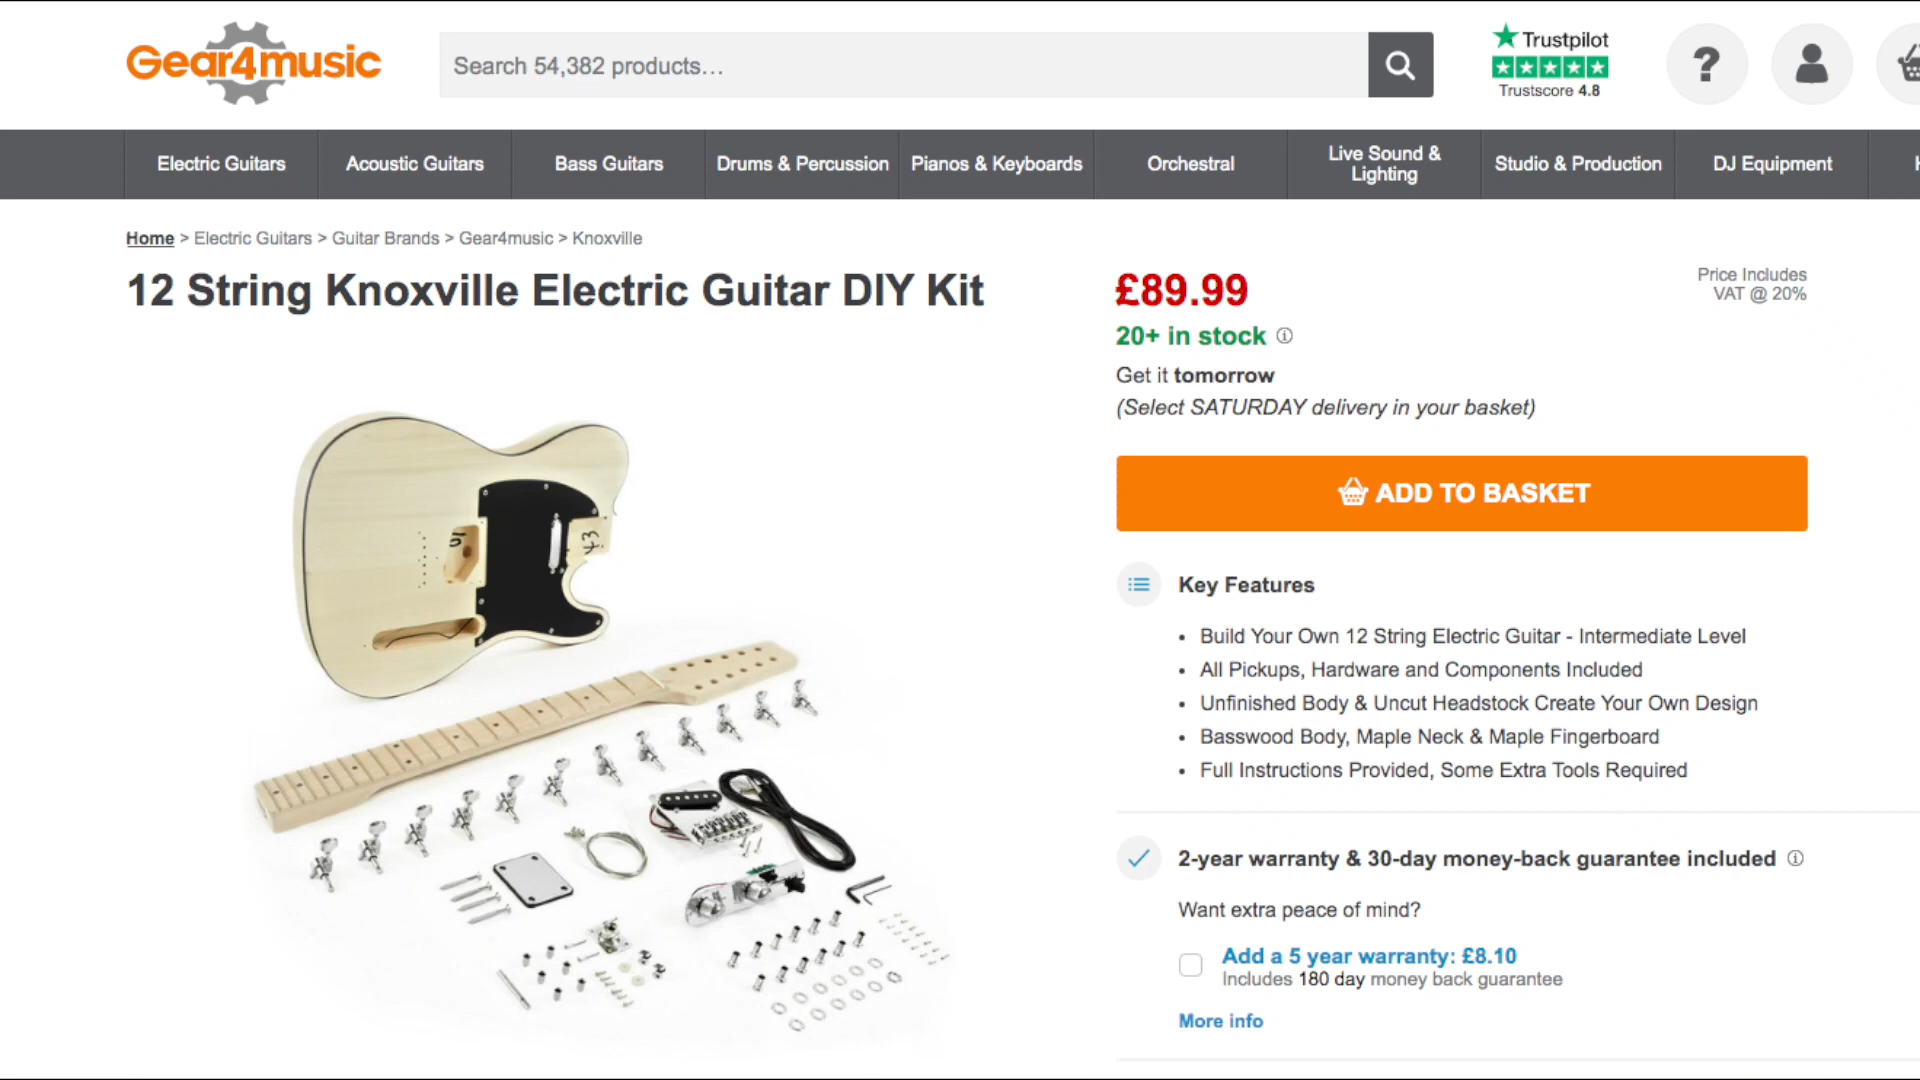 Gear4music
Search 54,382 products...
Trustpilot
Trustscore 4.8
?
Electric Guitars
Acoustic Guitars
Bass Guitars
Drums & Percussion
Pianos & Keyboards
Orchestral
Live Sound &
Lighting
Studio & Production
DJ Equipment
Home > Electric Guitars > Guitar Brands > Gear4music > Knoxville
12 String Knoxville Electric Guitar DIY Kit
£89.99
Price Includes
VAT @ 20%
20+ in stock
Get it tomorrow
(Select SATURDAY delivery in your basket)
ADD TO BASKET
Key Features
• Build Your Own 12 String Electric Guitar - Intermediate Level
• All Pickups, Hardware and Components Included
• Unfinished Body & Uncut Headstock Create Your Own Design
• Basswood Body, Maple Neck & Maple Fingerboard
• Full Instructions Provided, Some Extra Tools Required
2-year warranty & 30-day money-back guarantee included
Want extra peace of mind?
Add a 5 year warranty: £8.10
Includes 180 day money back guarantee
More info